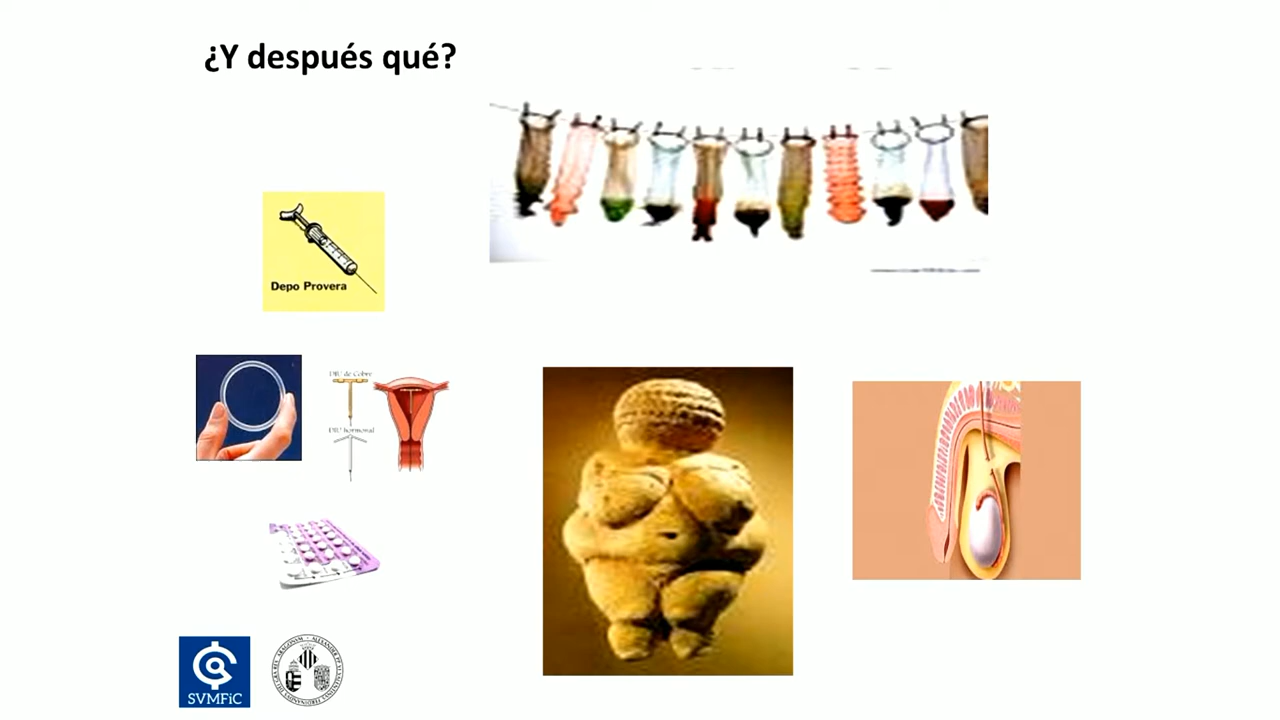 ¿Y después qué?
Depo Provera
DIU de Cobre
DIU hormonal
SVMFiC